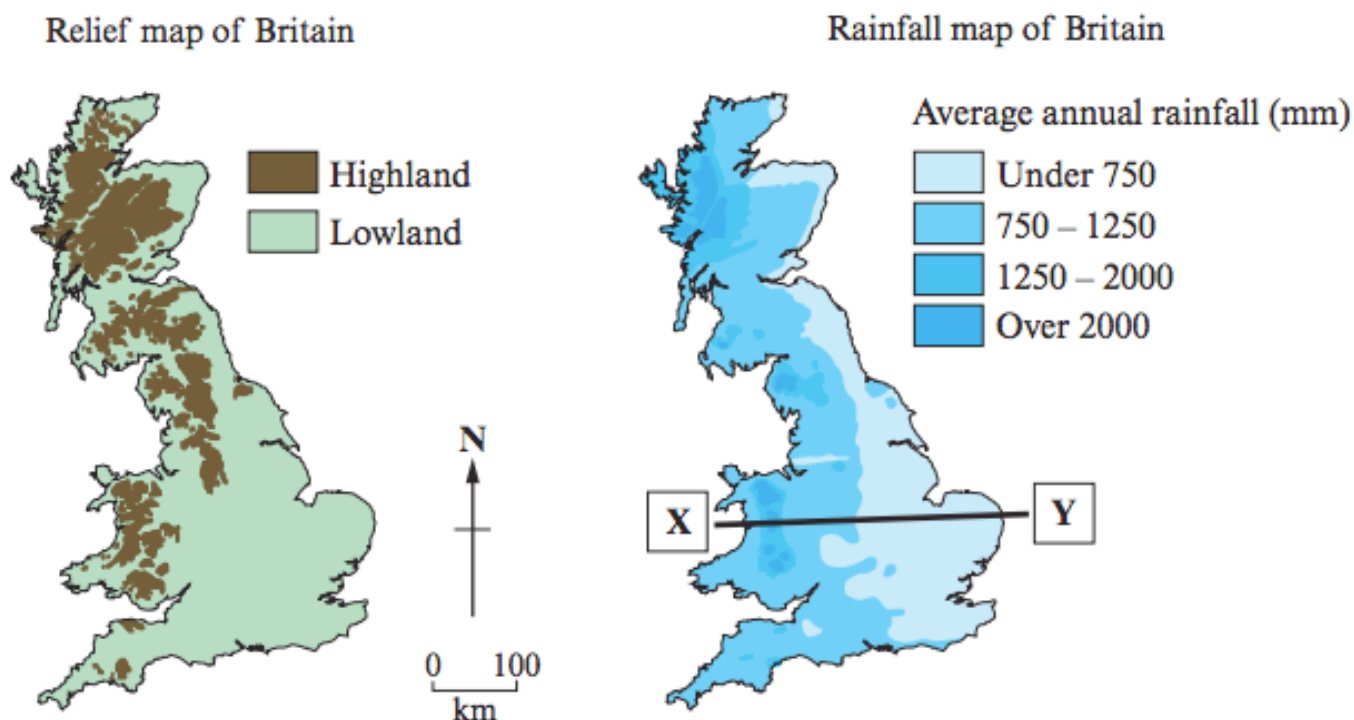 Relief map of Britain
Highland
Lowland
N
0 100
km
Rainfall map of Britain
Average annual rainfall (mm)
Under 750
750 – 1250
1250 – 2000
Over 2000
X
Y